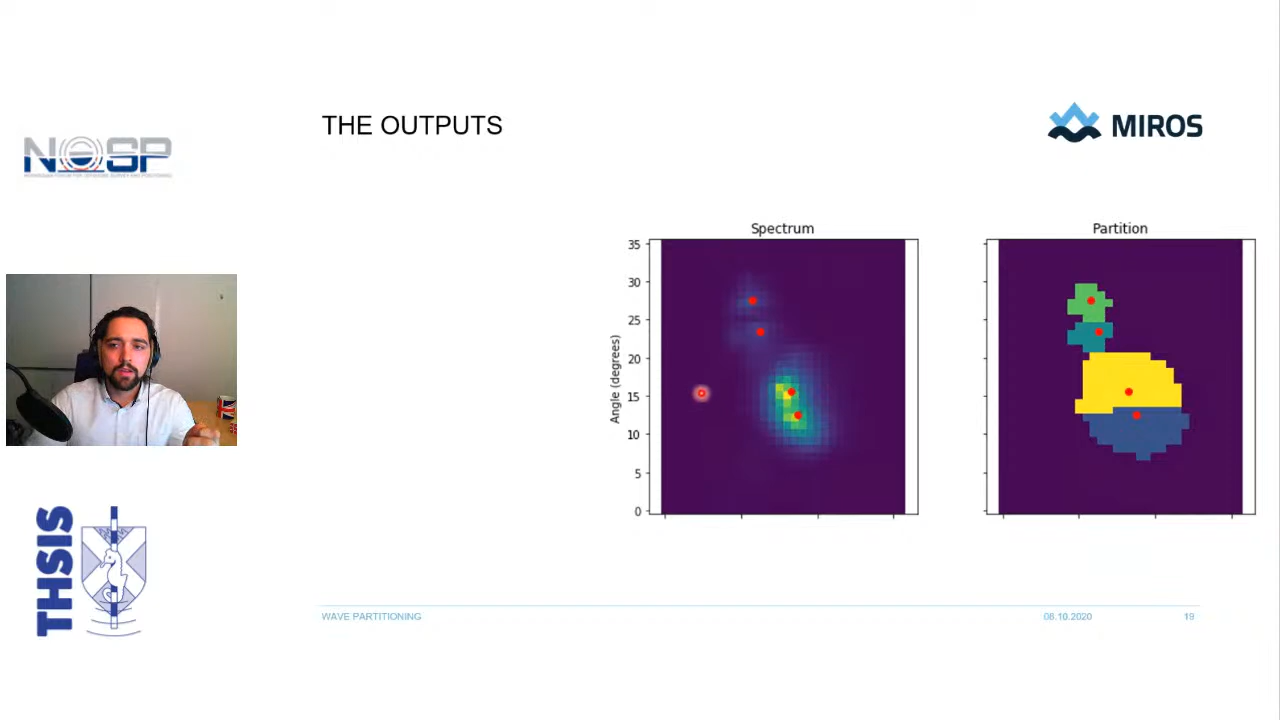 THE OUTPUTS
MIROS
NOSP
THSIS
Spectrum
Partition
Angle (degrees)
35
30
25
20
15
10
5
0
WAVE PARTITIONING
08.10.2020
19